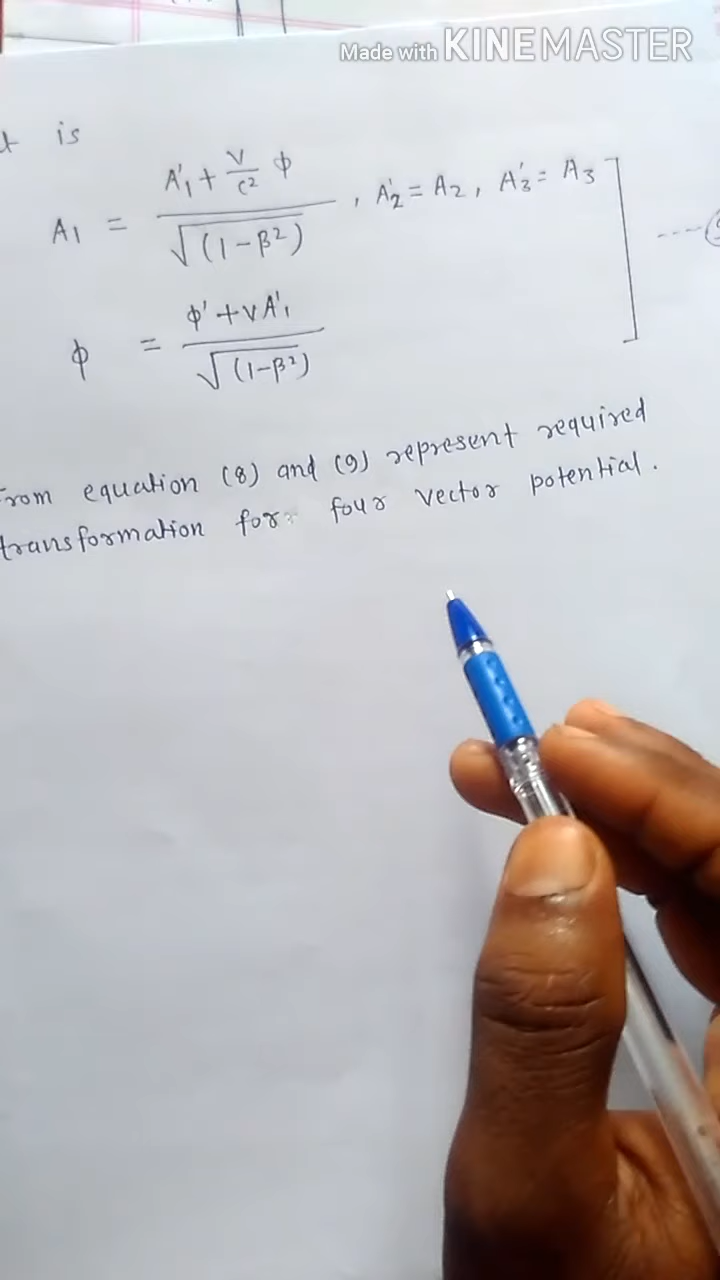 Made with KINEMASTER
is
A₁ = (A'₁ + v/c² ϕ) / √(1-β²) , A'₂ = A₂, A'₃ = A₃
ϕ = (ϕ' + vA'₁) / √(1-β²)
equation (8) and (9) represent required
transformation for four vector potential.